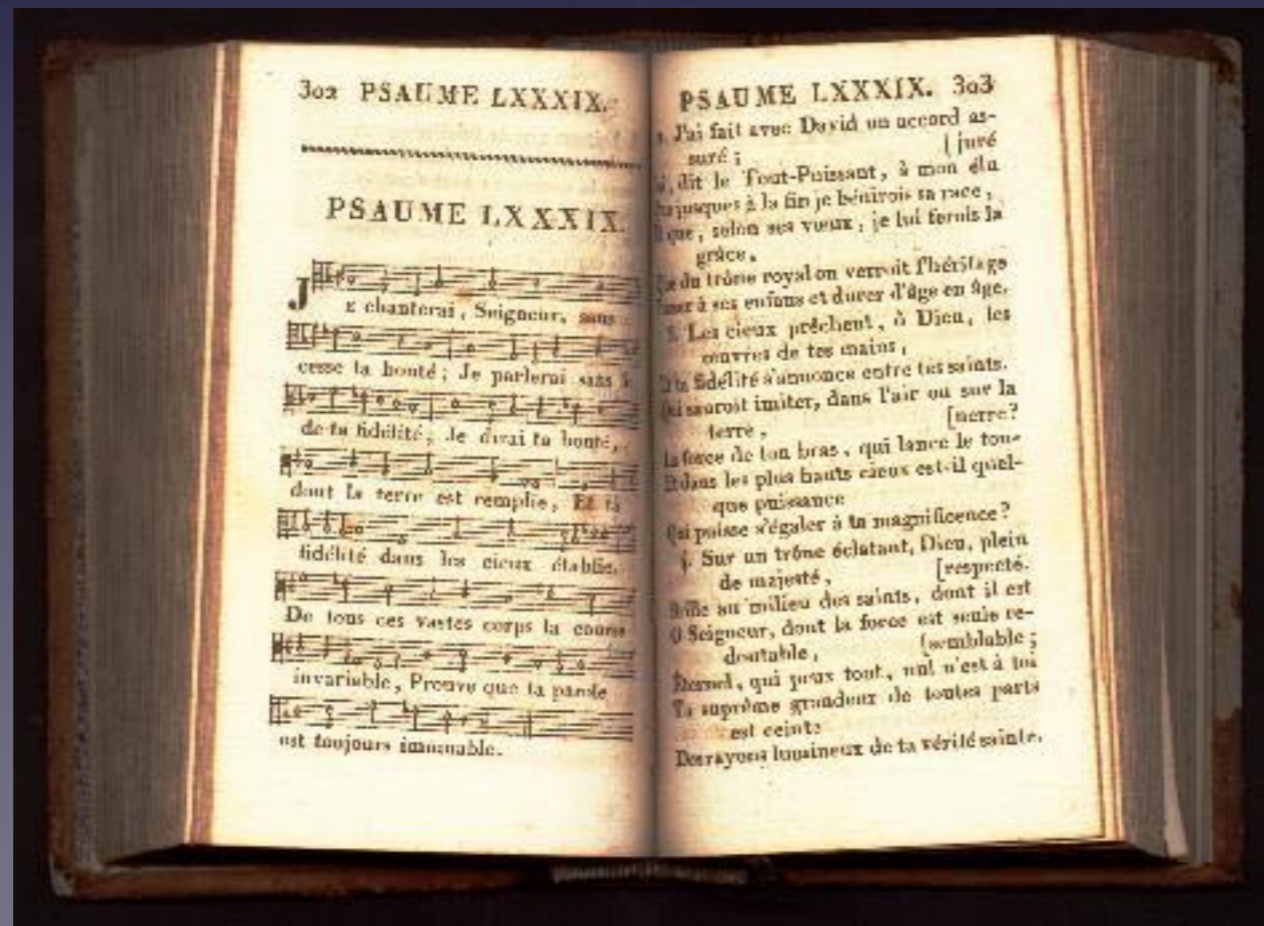 302 PSAUME LXXXIX.
PSAUME LXXXIX.
JE chanterai, Seigneur, sans
cesse ta bonté; Je parlerai sans
de ta fidélité; Je dirai ta bonté,
dont la terre est remplie, Et ta
fidélité dans les cieux établie.
De tous ces vastes corps la course
invariable, Prouve que ta parole
est toujours immuable.
PSAUME LXXXIX. 303
J'ai fait avec David un accord as-
suré; [juré
dit le Tout-Puissant, à mon élu
jusques à la fin je bénirois sa race,
que, selon ses vœux, je lui ferois la
grâce,
du trône royal on verroit l'héritage
à ses enfans et durer d'âge en âge.
Les cieux prêchent, ô Dieu, les
œuvres de tes mains,
ta fidélité s'annonce entre tes saints.
sauroit imiter, dans l'air ou sur la
terre, [nerre?
La force de ton bras, qui lance le ton-
Et dans les plus hauts cieux est-il quel-
que puissance
Qui puisse s'égaler à ta magnificence?
Sur un trône éclatant, Dieu, plein
de majesté, [respecté.
au milieu des saints, dont il est
O Seigneur, dont la force est seule re-
doutable, [semblable;
Éternel, qui peux tout, nul n'est à toi
Ta suprême grandeur de toutes parts
est ceinte
Des rayons lumineux de ta vérité sainte.